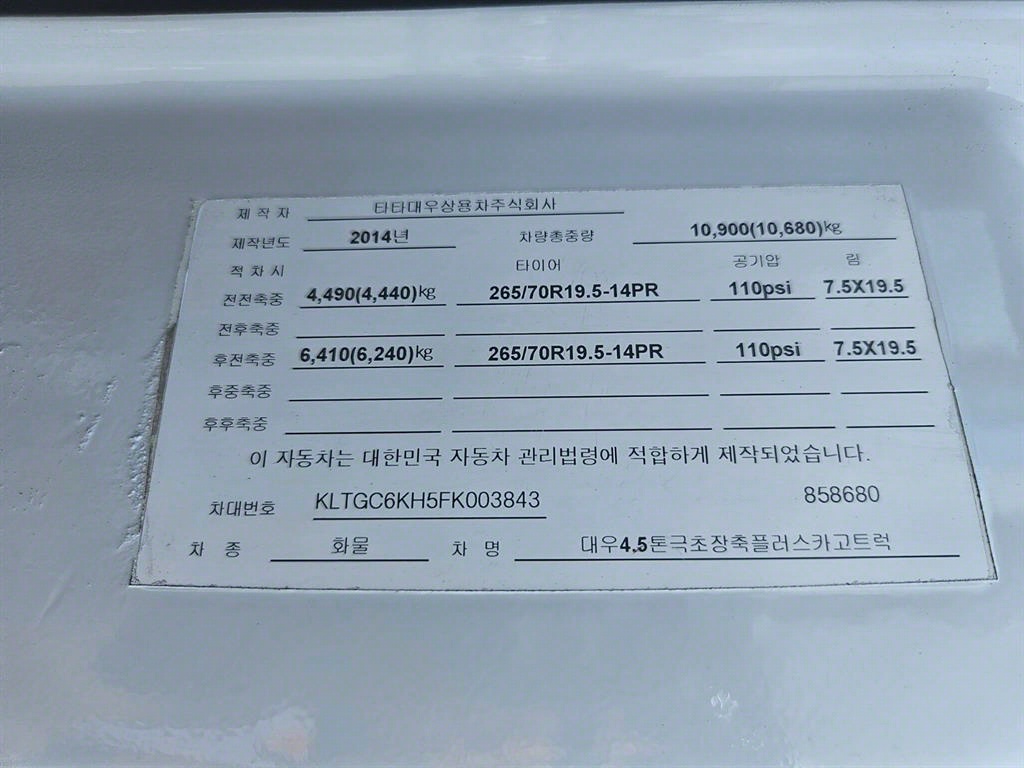 제작자 타타대우상용차주식회사
제작년도 2014년 차량총중량 10,900(10,680)kg
적차시 타이어 공기압 림
전전축중 4,490(4,440)kg 265/70R19.5-14PR 110psi 7.5X19.5
전후축중
후전축중 6,410(6,240)kg 265/70R19.5-14PR 110psi 7.5X19.5
후중축중
후후축중
이 자동차는 대한민국 자동차 관리법령에 적합하게 제작되었습니다.
차대번호 KLTGC6KH5FK003843 858680
차 종 화물 차 명 대우4.5톤극초장축플러스카고트럭